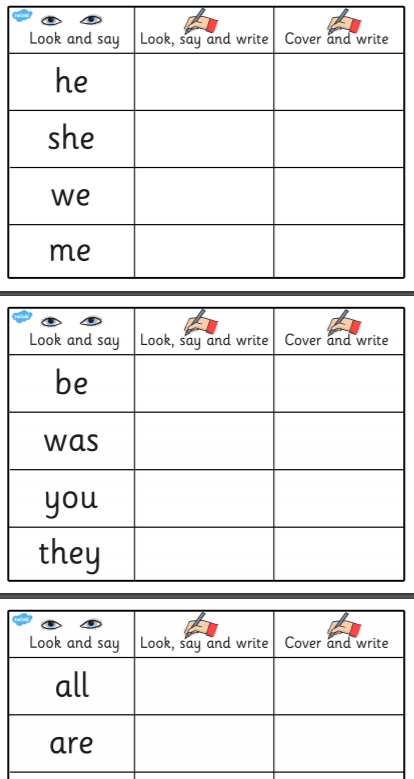 twinkl
Look and say Look, say and write Cover and write
he
she
we
me
twinkl
Look and say Look, say and write Cover and write
be
was
you
they
twinkl
Look and say Look, say and write Cover and write
all
are